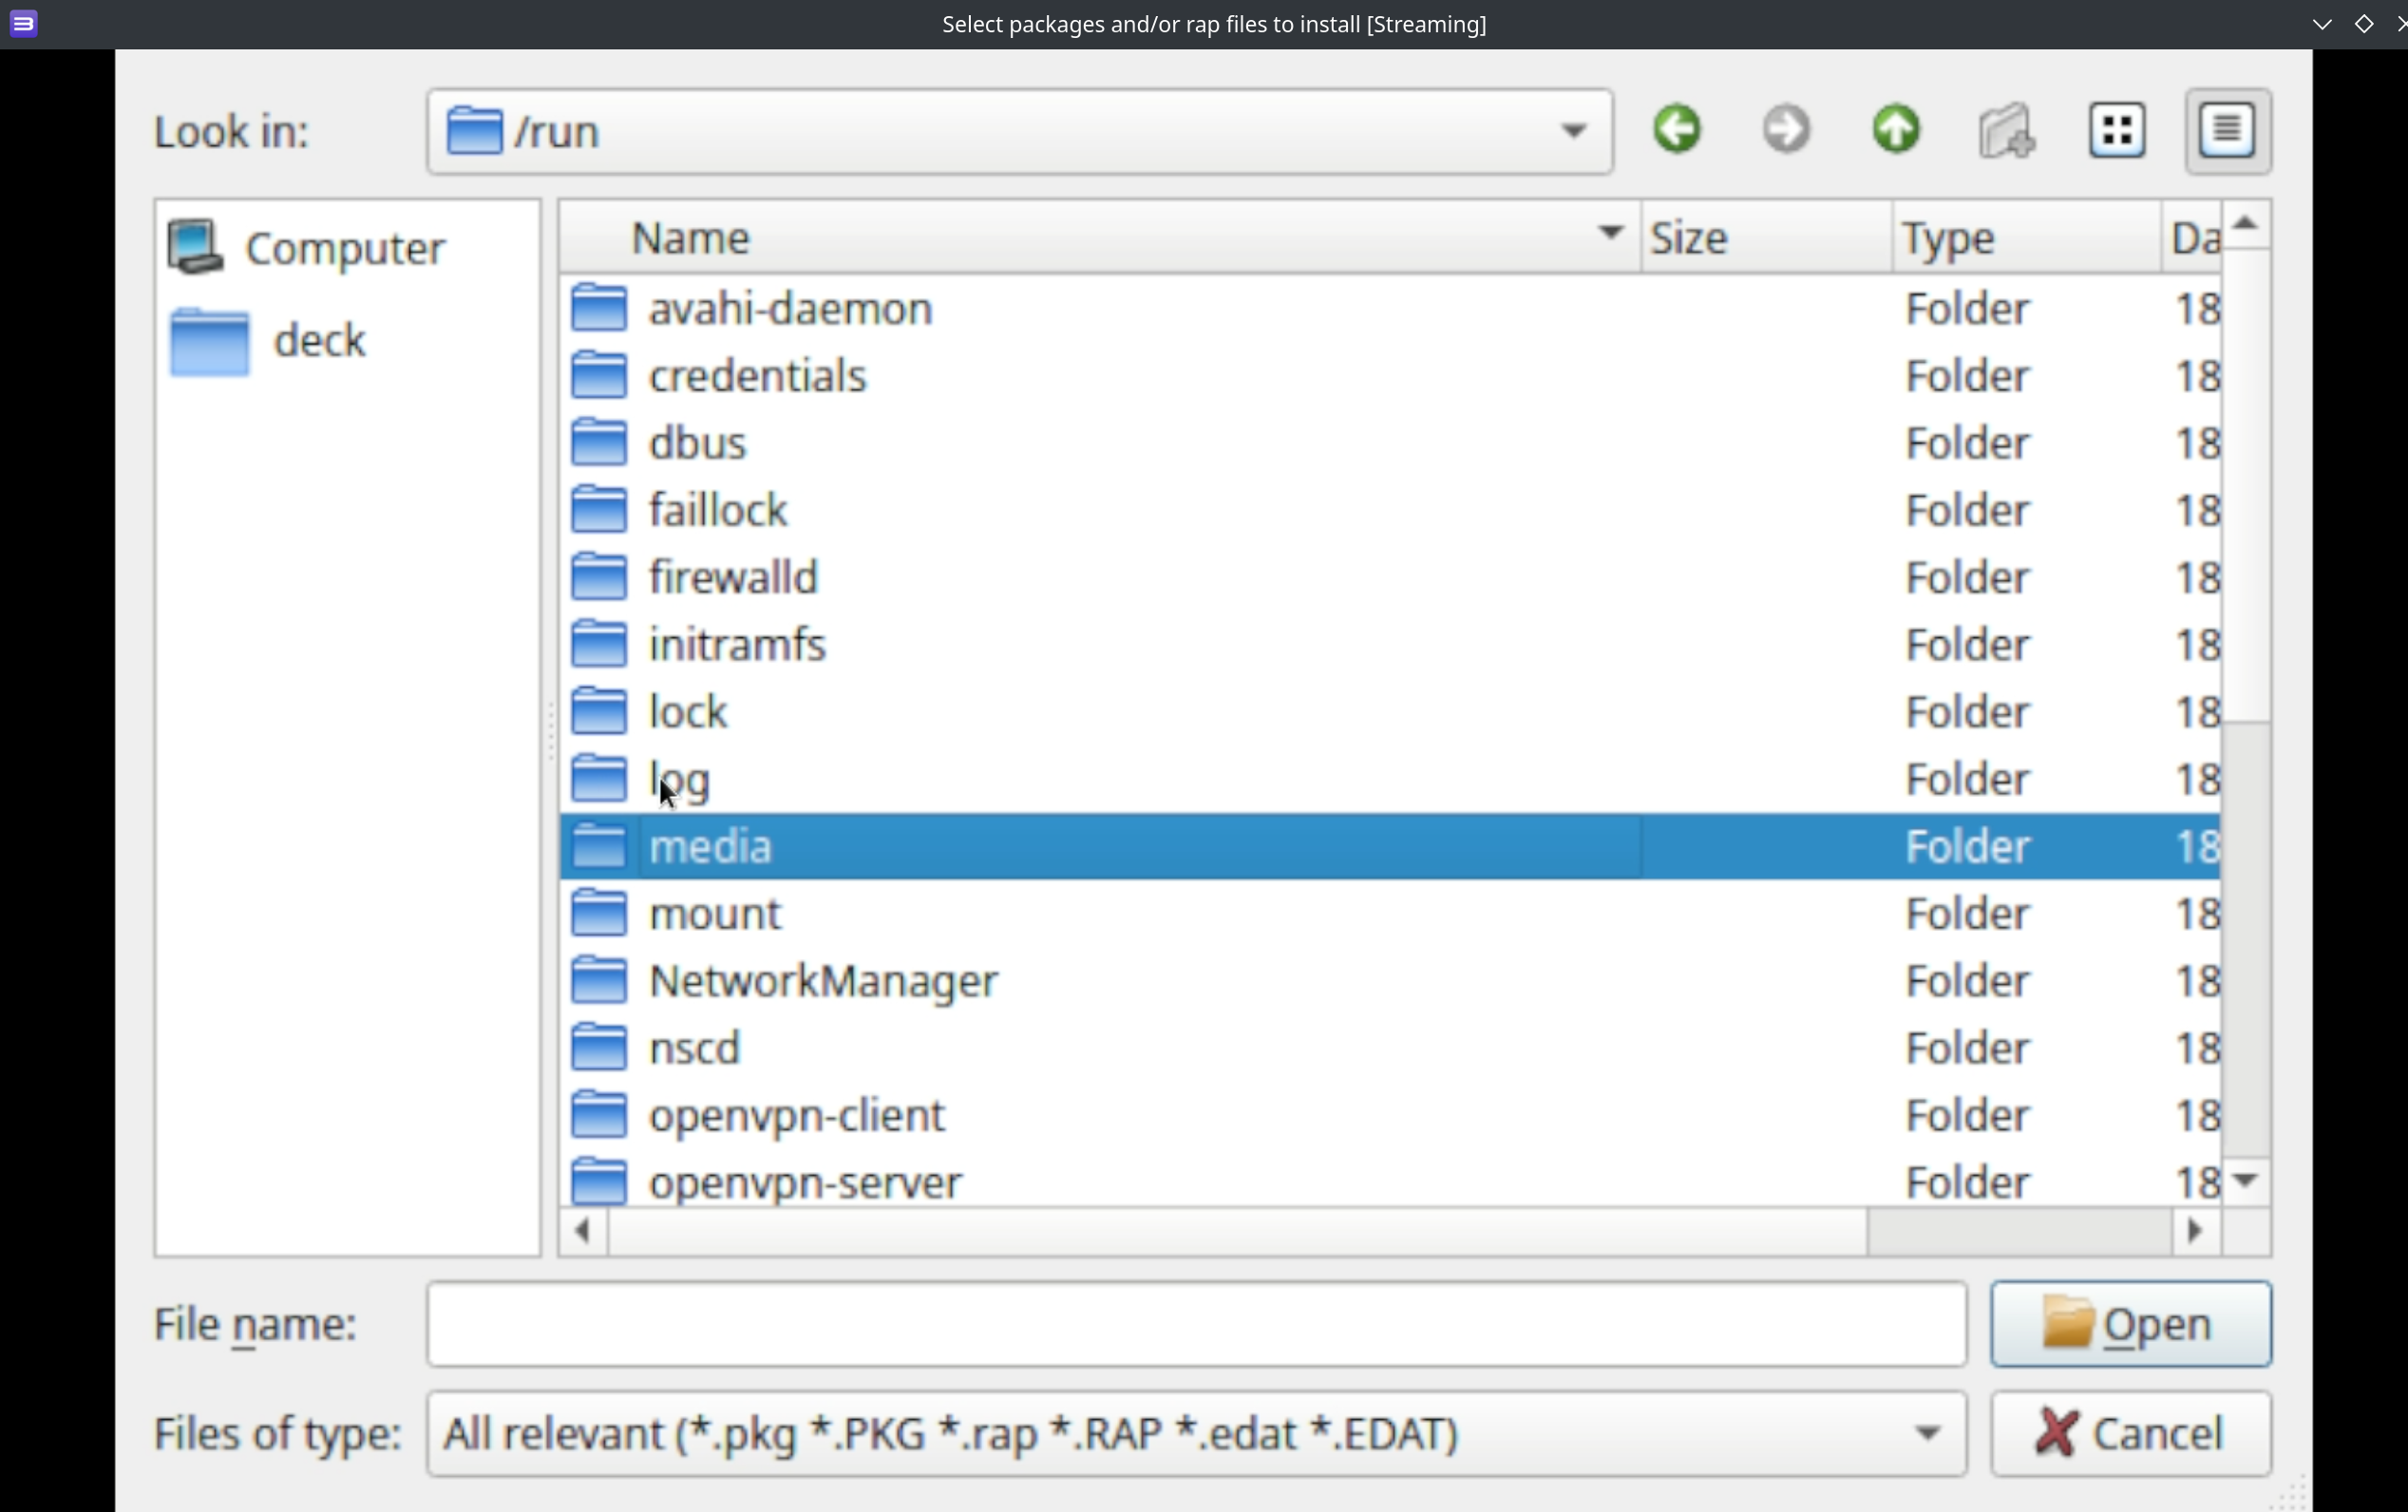 Select packages and/or rap files to install [Streaming]
Look in: /run
Computer
deck
Name Size Type Da
avahi-daemon Folder 18
credentials Folder 18
dbus Folder 18
faillock Folder 18
firewalld Folder 18
initramfs Folder 18
lock Folder 18
log Folder 18
media Folder 18
mount Folder 18
NetworkManager Folder 18
nscd Folder 18
openvpn-client Folder 18
openvpn-server Folder 18
File name: Open
Files of type: All relevant (*.pkg *.PKG *.rap *.RAP *.edat *.EDAT) Cancel